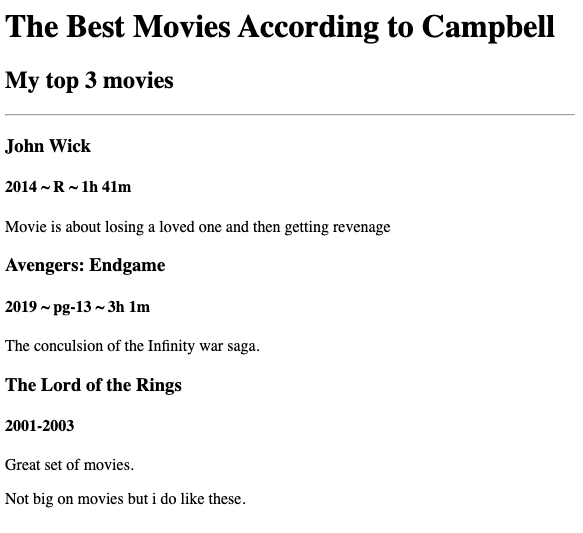 The Best Movies According to Campbell
My top 3 movies
John Wick
2014 ~ R ~ 1h 41m
Movie is about losing a loved one and then getting revenage
Avengers: Endgame
2019 ~ pg-13 ~ 3h 1m
The conculsion of the Infinity war saga.
The Lord of the Rings
2001-2003
Great set of movies.
Not big on movies but i do like these.